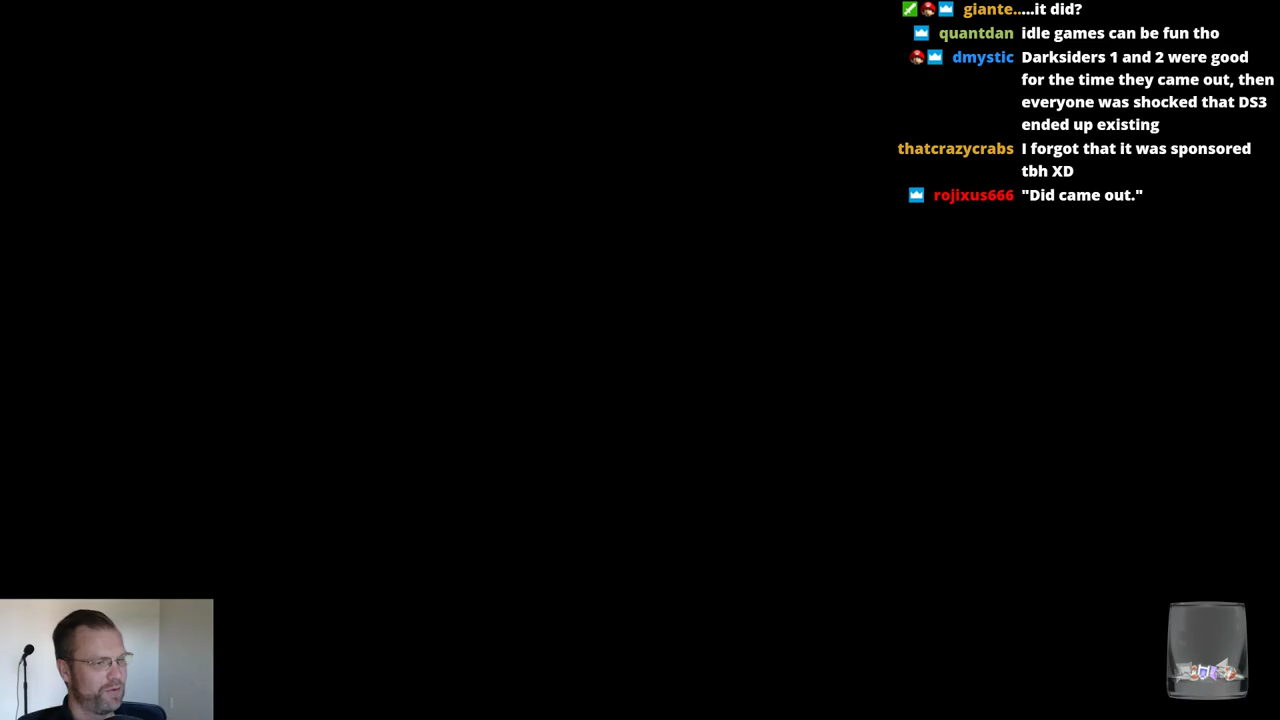 giante.. ...it did?
quantdan idle games can be fun tho
dmystic Darksiders 1 and 2 were good
for the time they came out, then
everyone was shocked that DS3
ended up existing
thatcrazycrabs I forgot that it was sponsored
tbh XD
rojixus666 "Did came out."